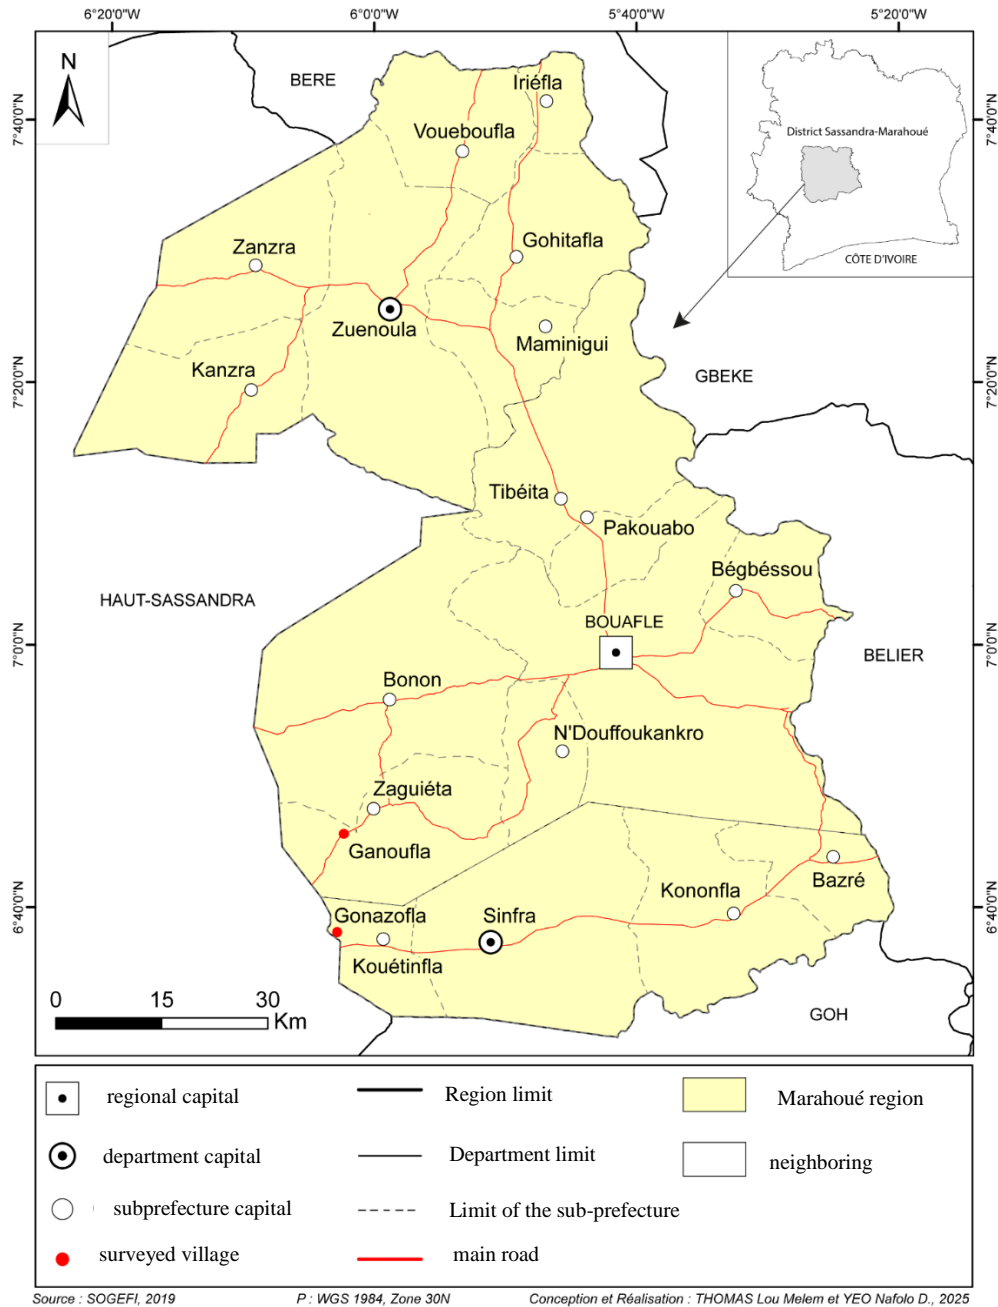 6°20'0"W 6°0'0"W 5°40'0"W 5°20'0"W
N
BERE
Iriéfla
7°40'0"N
7°40'0"N
Voueboufla
District Sassandra-Marahoué
Zanzra
Gohitafla
CÔTE D'IVOIRE
Zuenoula
Maminigui
Kanzra
GBEKE
7°20'0"N
7°20'0"N
Tibéita
Pakouabo
Bégbéssou
HAUT-SASSANDRA
BOUAFLE
7°0'0"N
7°0'0"N
BELIER
Bonon
N'Douffoukankro
Zaguiéta
Ganoufla
Bazré
Kononfla
6°40'0"N
6°40'0"N
Gonazofla
Sinfra
Kouétinfla
0 15 30
Km
GOH
regional capital
Region limit
Marahoué region
department capital
Department limit
neighboring
subprefecture capital
Limit of the sub-prefecture
surveyed village
main road
Source : SOGEFI, 2019 P : WGS 1984, Zone 30N Conception et Réalisation : THOMAS Lou Melem et YEO Nafolo D., 2025